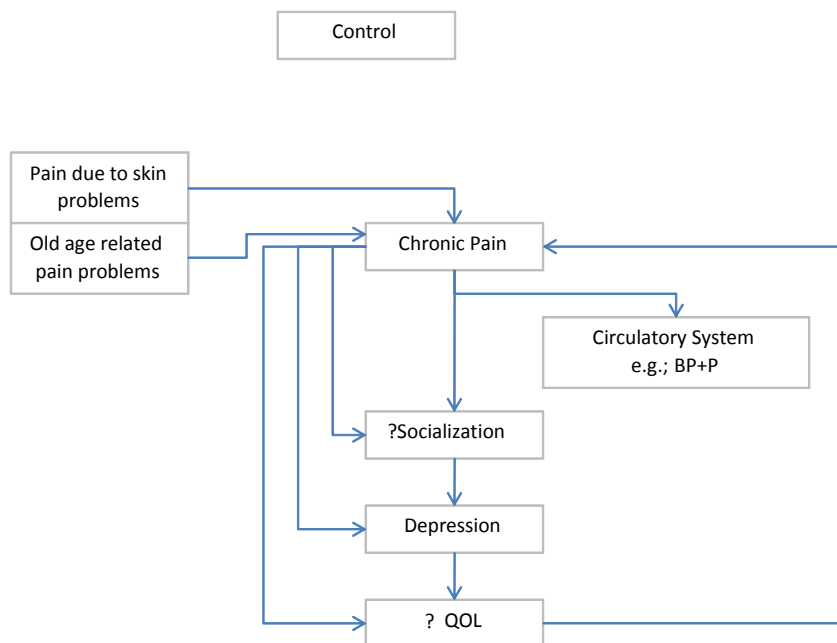 Control
Pain due to skin
problems
Old age related
pain problems
Chronic Pain
Circulatory System
e.g.; BP+P
?Socialization
Depression
? QOL